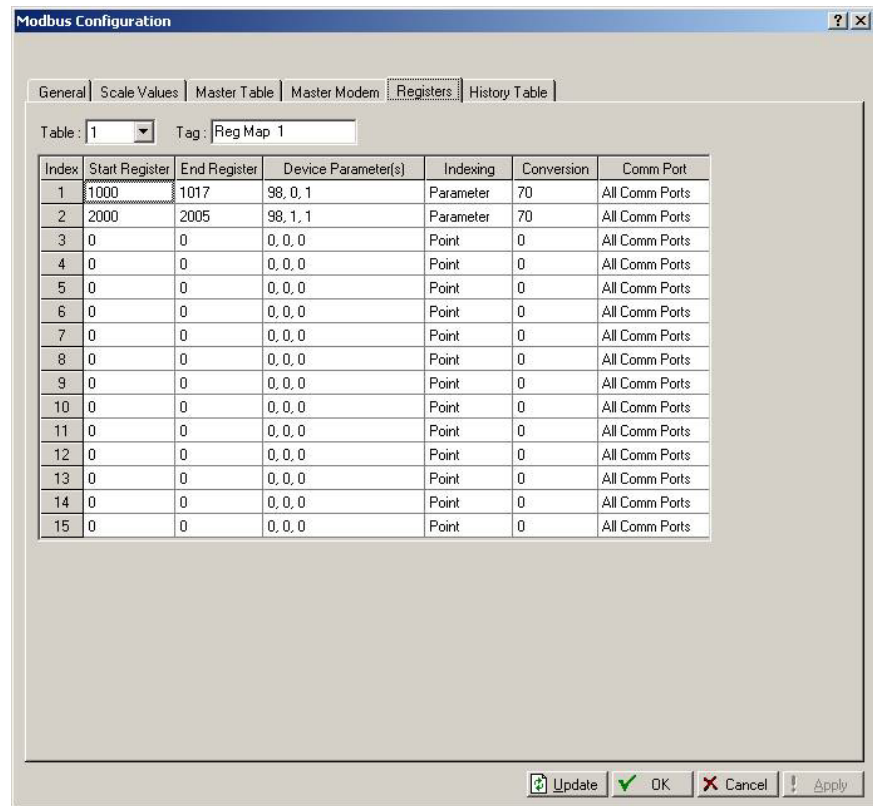 Modbus Configuration
General Scale Values Master Table Master Modem Registers History Table
Table : 1 Tag : Reg Map 1
Index Start Register End Register Device Parameter(s) Indexing Conversion Comm Port
1 1000 1017 98, 0, 1 Parameter 70 All Comm Ports
2 2000 2005 98, 1, 1 Parameter 70 All Comm Ports
3 0 0 0, 0, 0 Point 0 All Comm Ports
4 0 0 0, 0, 0 Point 0 All Comm Ports
5 0 0 0, 0, 0 Point 0 All Comm Ports
6 0 0 0, 0, 0 Point 0 All Comm Ports
7 0 0 0, 0, 0 Point 0 All Comm Ports
8 0 0 0, 0, 0 Point 0 All Comm Ports
9 0 0 0, 0, 0 Point 0 All Comm Ports
10 0 0 0, 0, 0 Point 0 All Comm Ports
11 0 0 0, 0, 0 Point 0 All Comm Ports
12 0 0 0, 0, 0 Point 0 All Comm Ports
13 0 0 0, 0, 0 Point 0 All Comm Ports
14 0 0 0, 0, 0 Point 0 All Comm Ports
15 0 0 0, 0, 0 Point 0 All Comm Ports
Update OK Cancel ! Apply